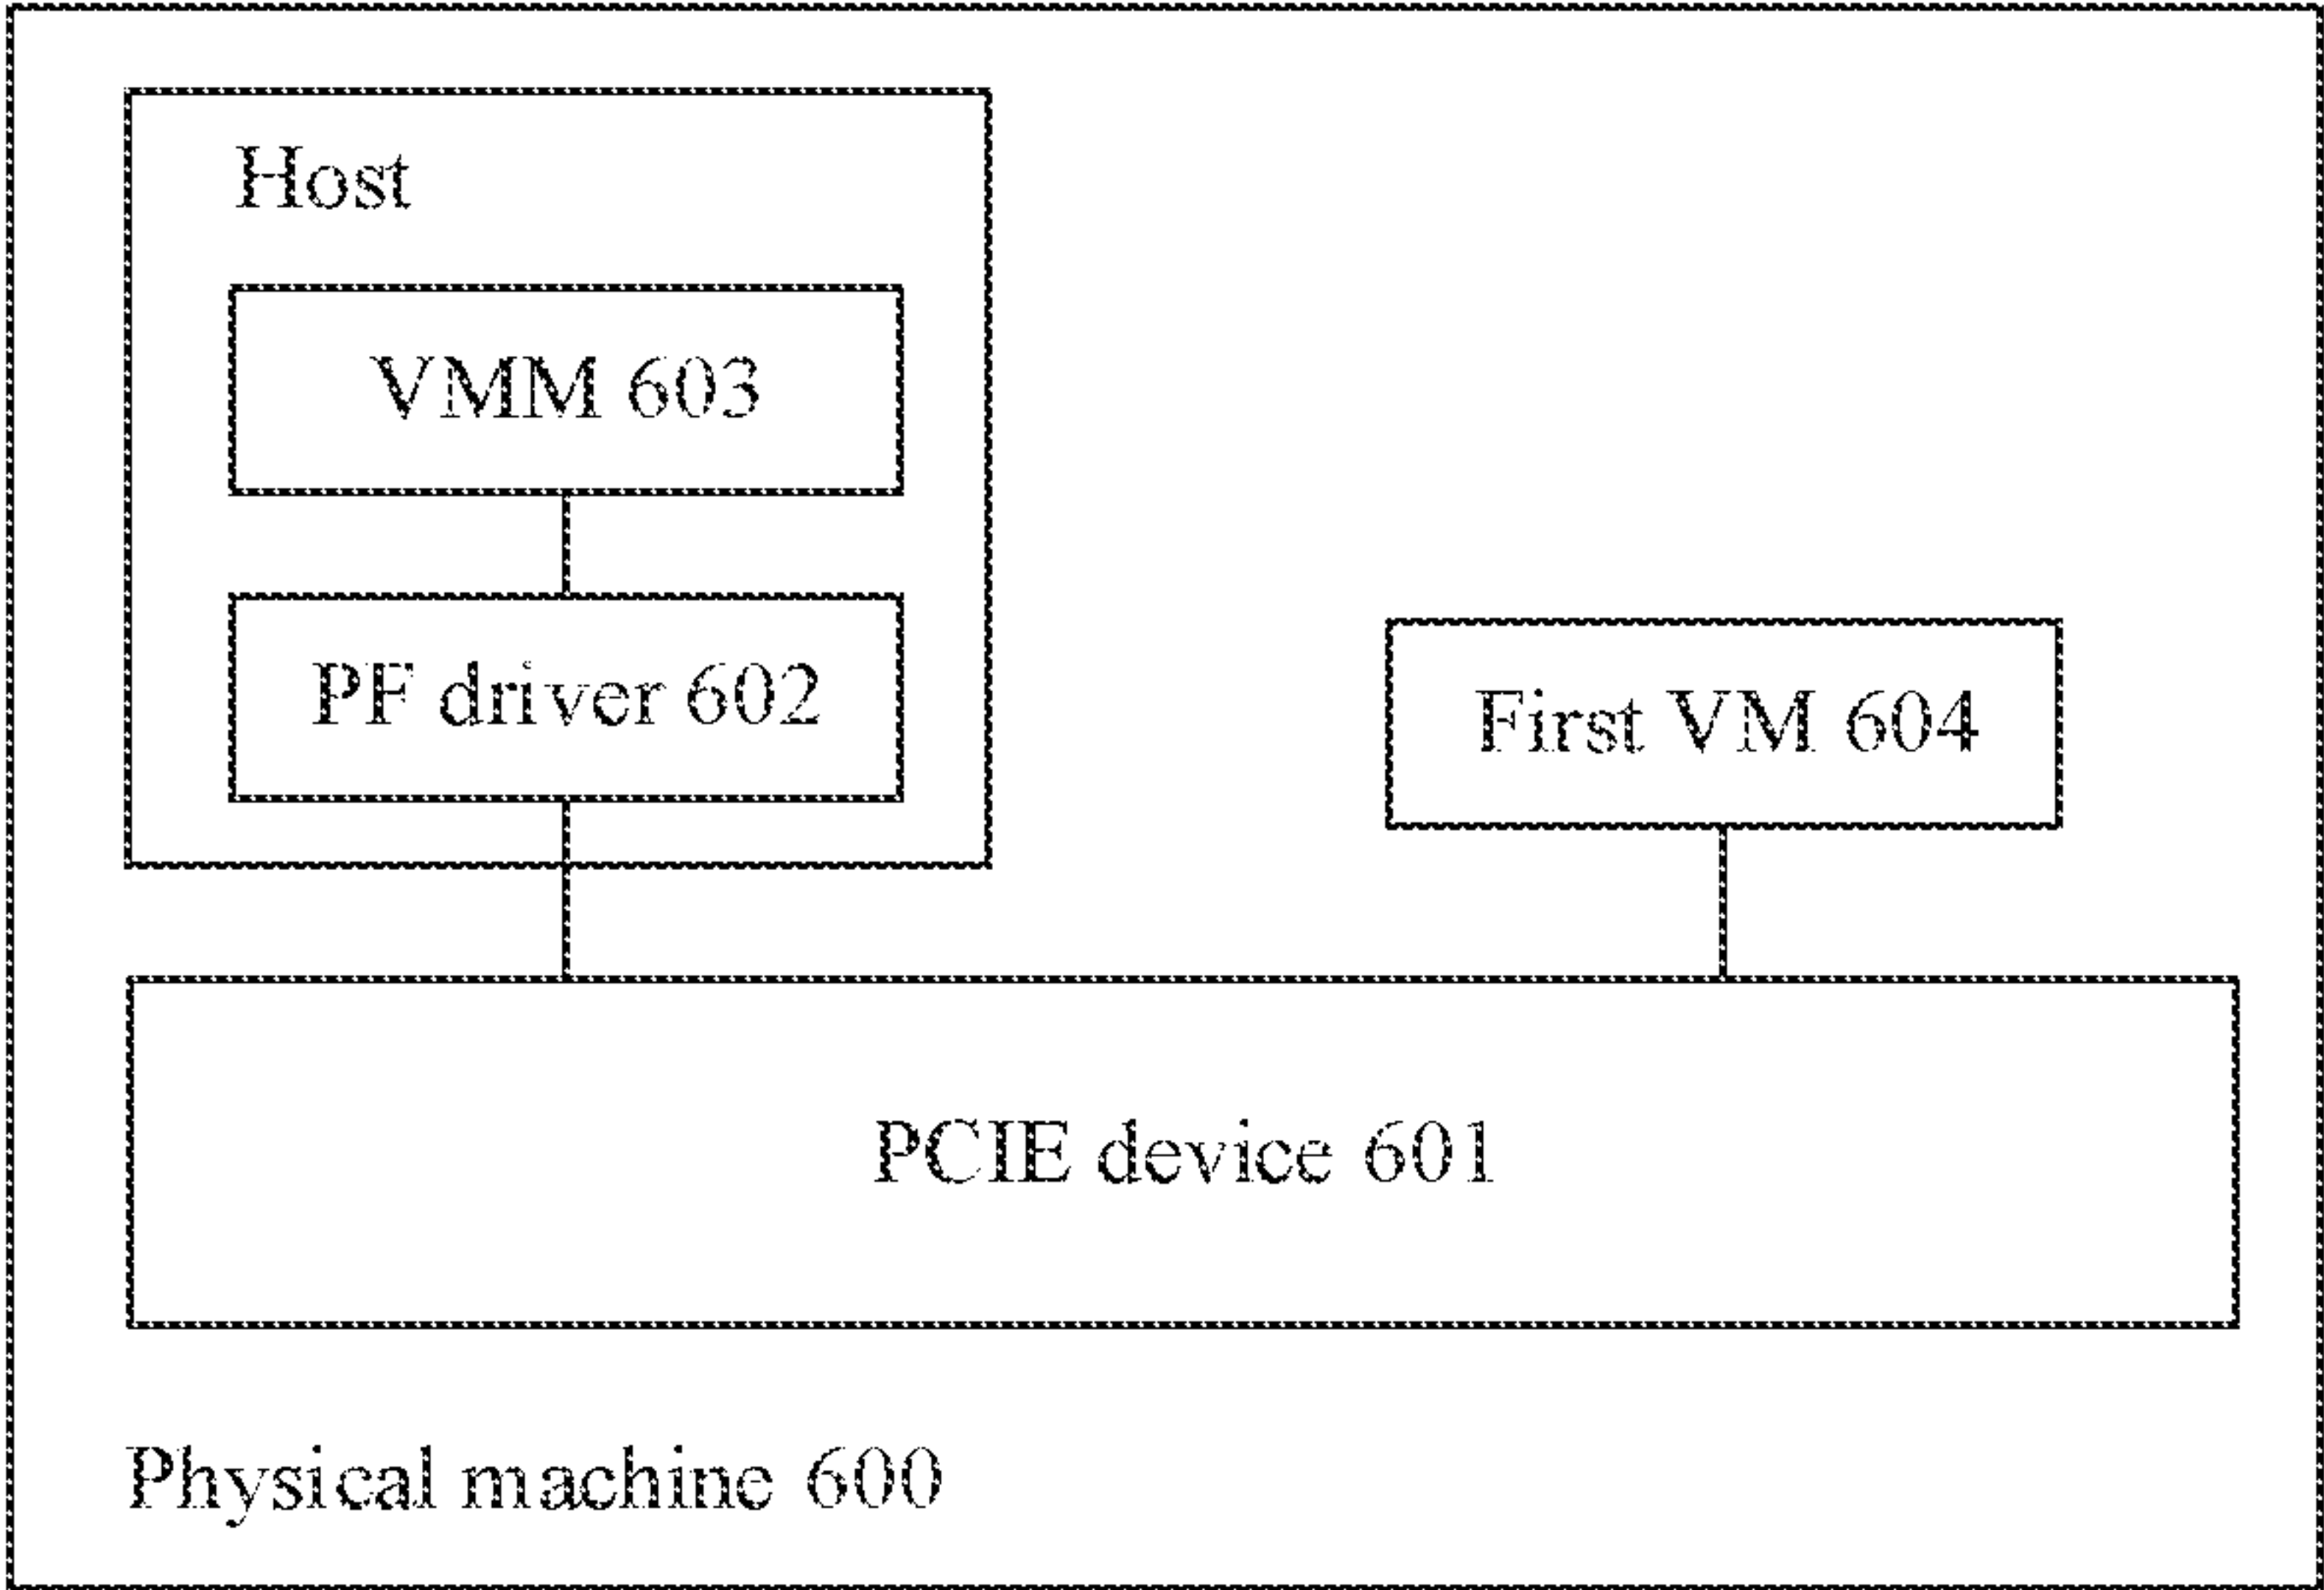 Host
VMM 603
PF driver 602
First VM 604
PCIE device 601
Physical machine 600